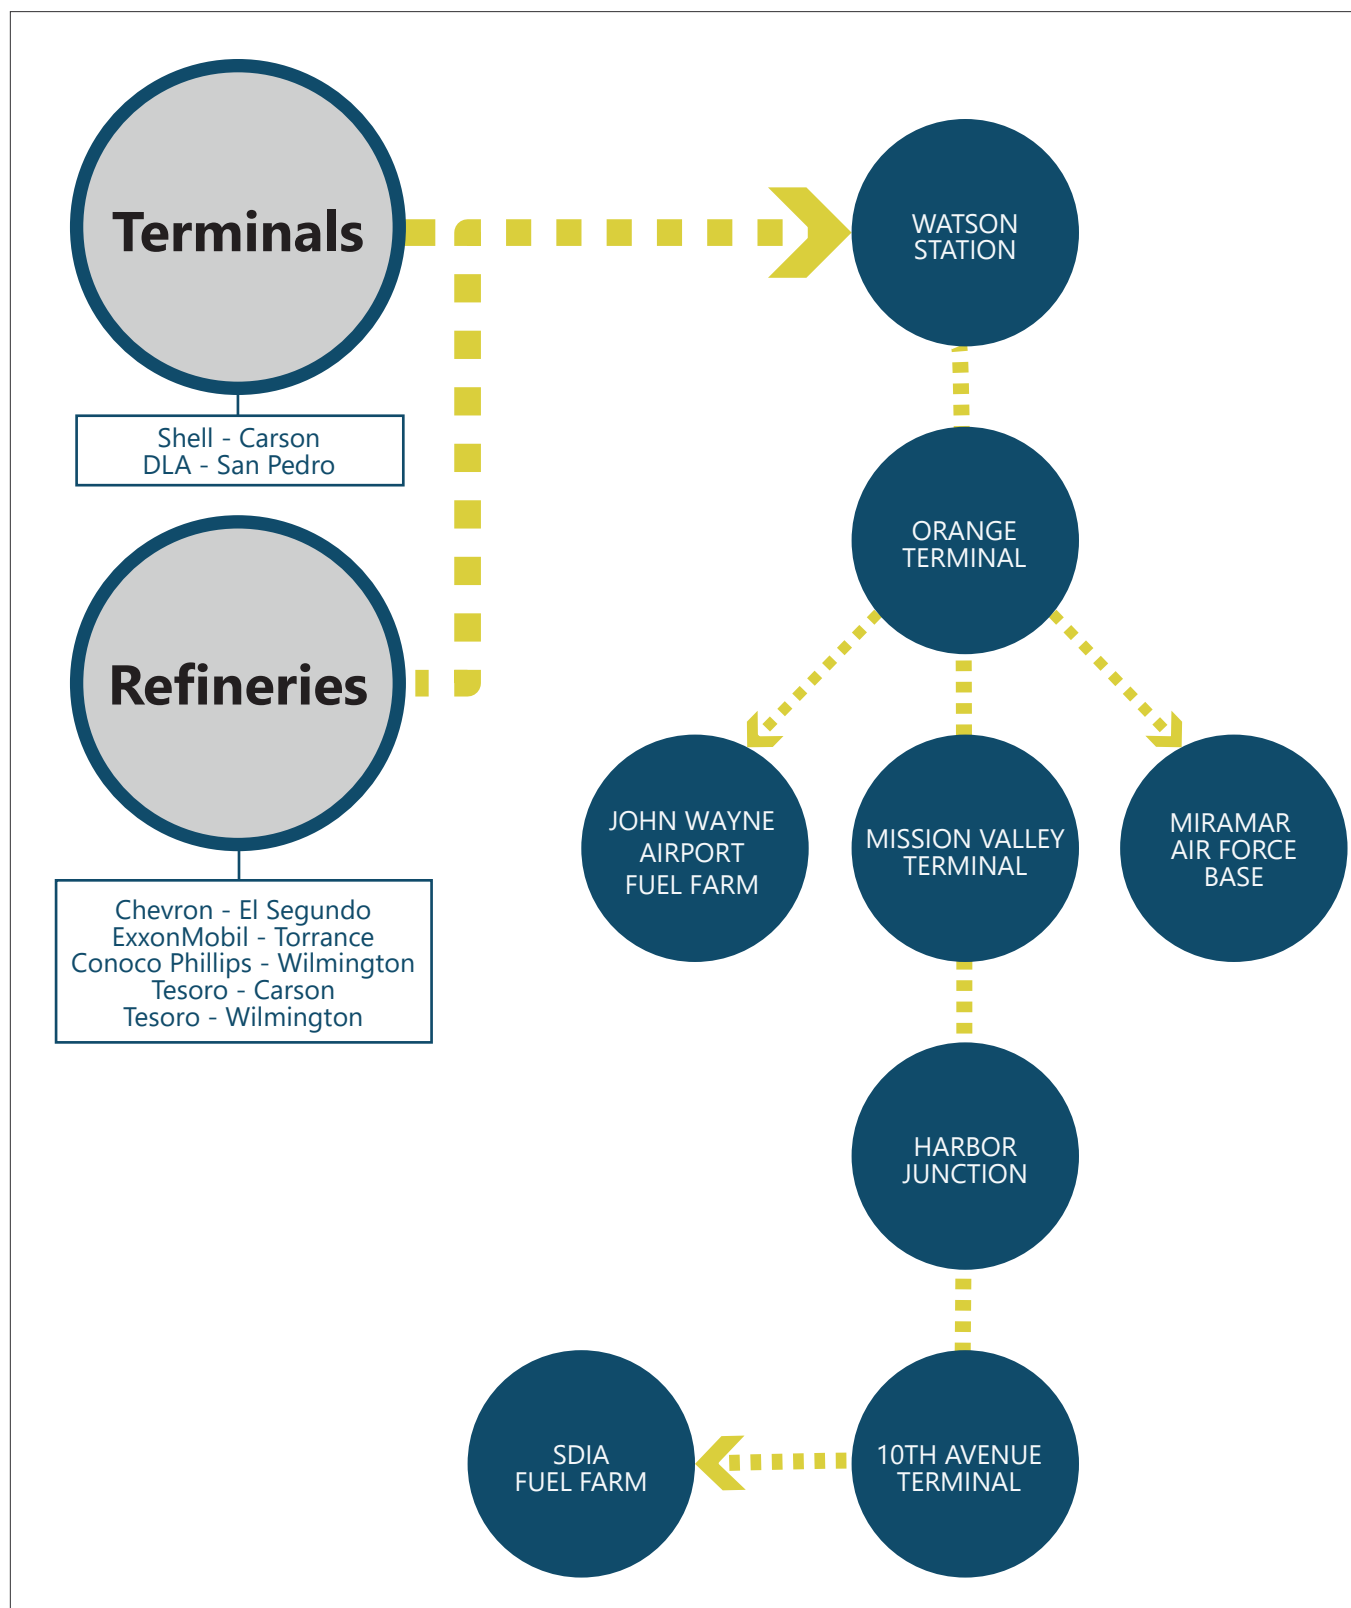 Terminals
Shell - Carson
DLA - San Pedro
Refineries
Chevron - El Segundo
ExxonMobil - Torrance
Conoco Phillips - Wilmington
Tesoro - Carson
Tesoro - Wilmington
WATSON
STATION
ORANGE
TERMINAL
JOHN WAYNE
AIRPORT
FUEL FARM
MISSION VALLEY
TERMINAL
MIRAMAR
AIR FORCE
BASE
HARBOR
JUNCTION
SDIA
FUEL FARM
10TH AVENUE
TERMINAL